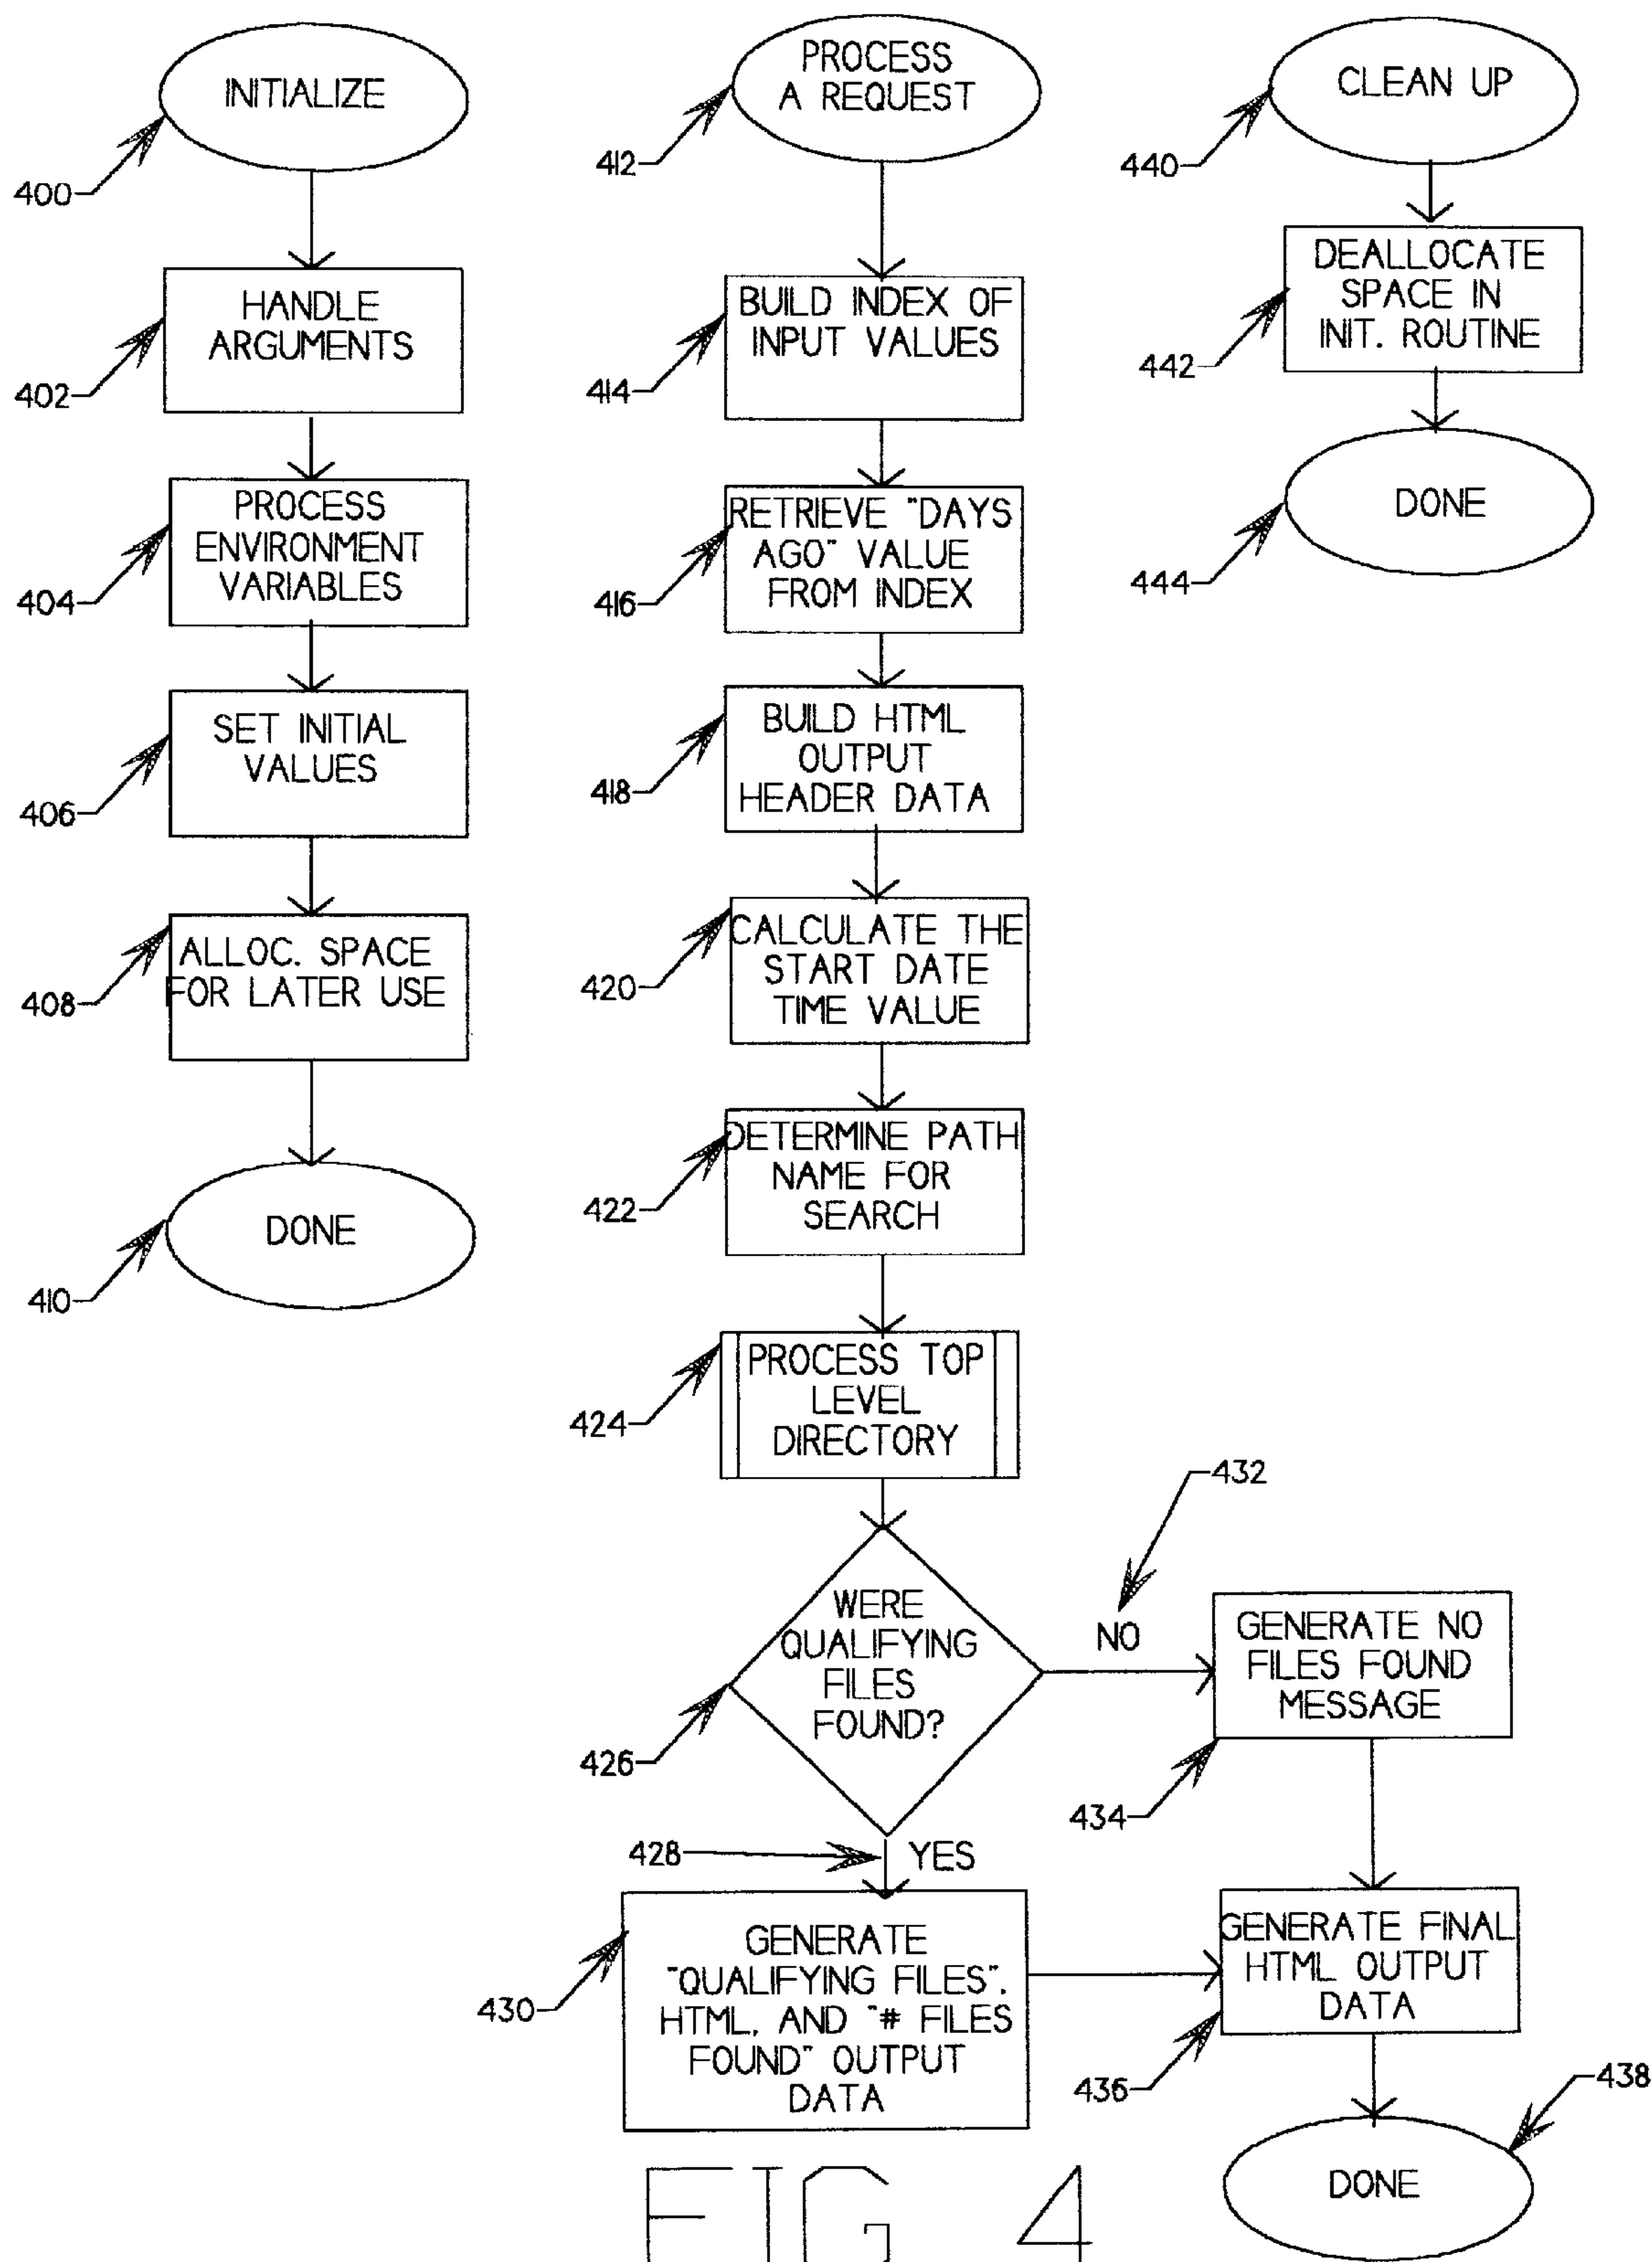 INITIALIZE
400
HANDLE
ARGUMENTS
402
PROCESS
ENVIRONMENT
VARIABLES
404
SET INITIAL
VALUES
406
ALLOC. SPACE
FOR LATER USE
408
DONE
410
PROCESS
A REQUEST
412
BUILD INDEX OF
INPUT VALUES
414
RETRIEVE "DAYS
AGO" VALUE
FROM INDEX
416
BUILD HTML
OUTPUT
HEADER DATA
418
CALCULATE THE
START DATE
TIME VALUE
420
DETERMINE PATH
NAME FOR
SEARCH
422
PROCESS TOP
LEVEL
DIRECTORY
424
WERE
QUALIFYING
FILES
FOUND?
426
428
YES
GENERATE
"QUALIFYING FILES",
HTML, AND "# FILES
FOUND" OUTPUT
DATA
430
432
NO
GENERATE NO
FILES FOUND
MESSAGE
434
GENERATE FINAL
HTML OUTPUT
DATA
436
DONE
438
CLEAN UP
440
DEALLOCATE
SPACE IN
INIT. ROUTINE
442
DONE
444
FIG 4